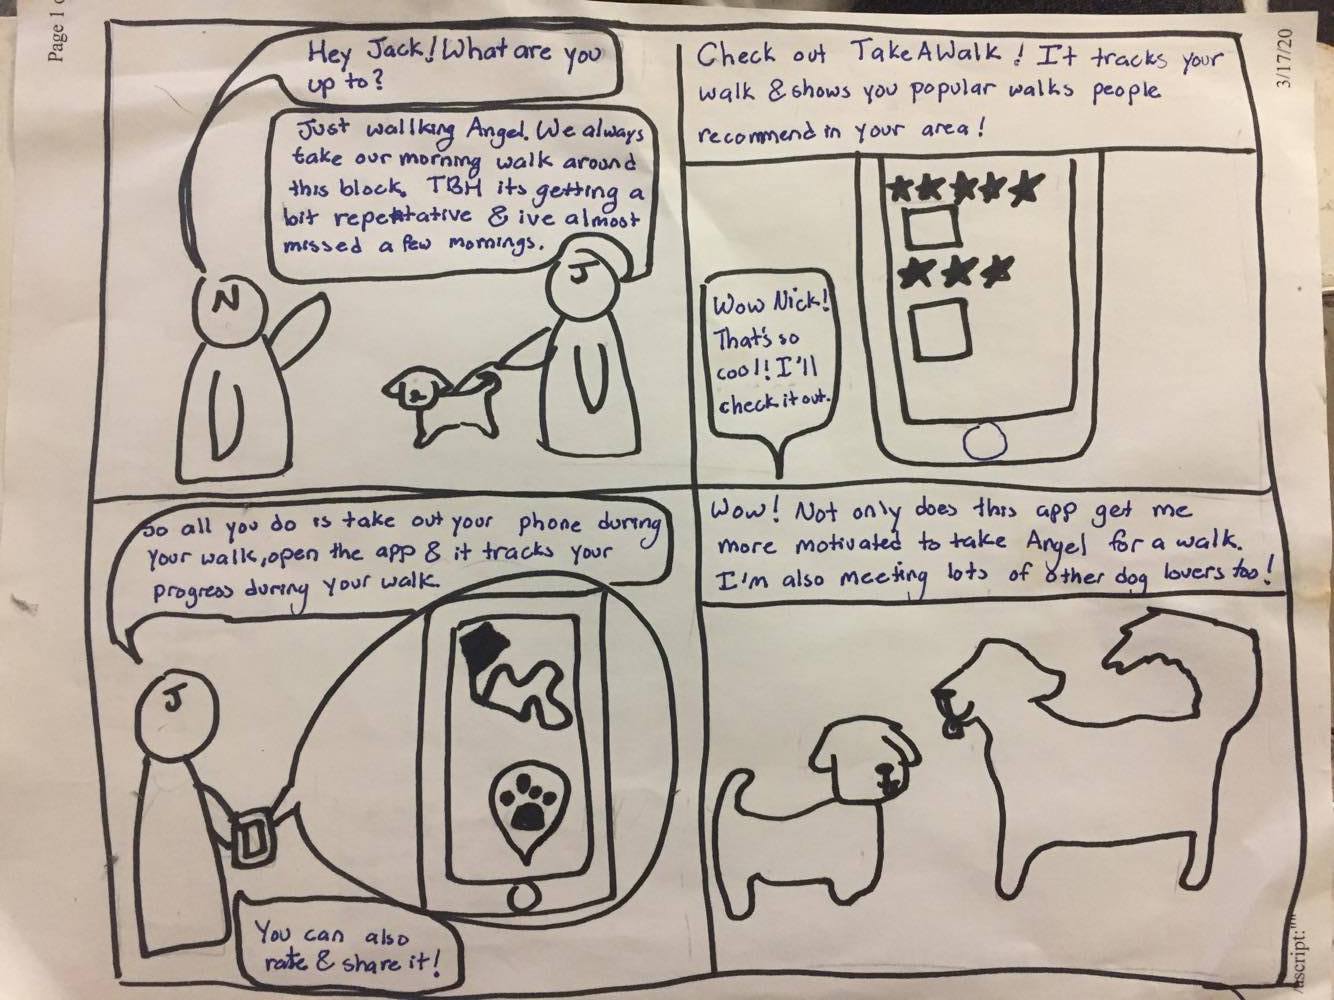 Page 1
3/17/20
Hey Jack! What are you
up to?
Just wallking Angel. We always
take our morning walk around
this block. TBH its getting a
bit repetative & ive almost
missed a few mornings.
N
J
Check out TakeAWalk! It tracks your
walk & shows you popular walks people
recommend in your area!
Wow Nick!
That's so
cool! I'll
check it out.
So all you do is take out your phone during
your walk, open the app & it tracks your
progress during your walk.
J
You can also
rate & share it!
Wow! Not only does this app get me
more motivated to take Angel for a walk.
I'm also meeting lots of other dog lovers too!